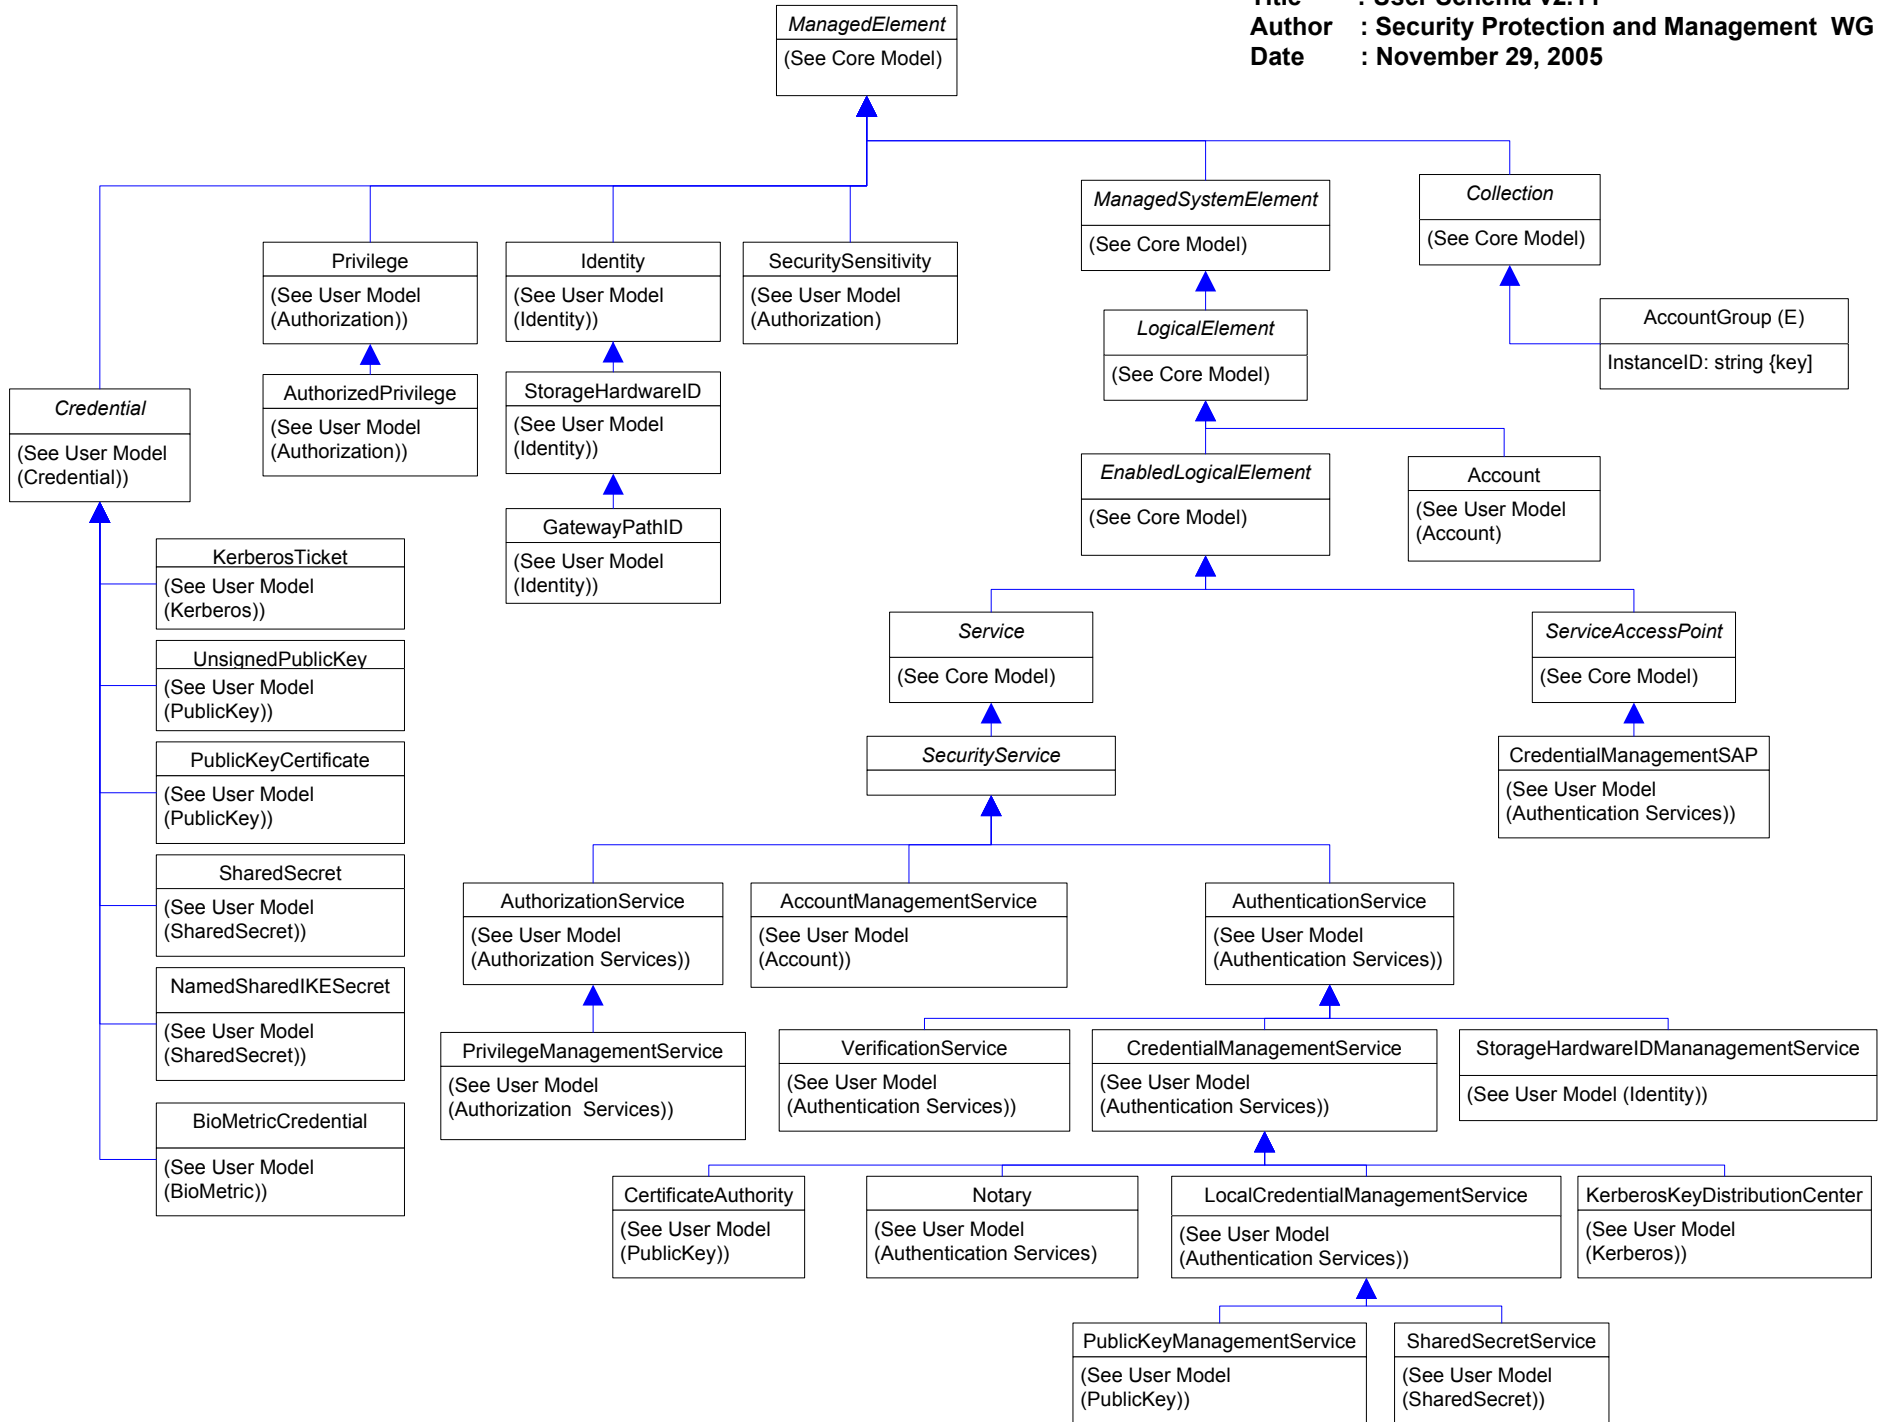 Title : User Schema v2.11
Author : Security Protection and Management WG
Date : November 29, 2005
ManagedElement
(See Core Model)
ManagedSystemElement
(See Core Model)
Collection
(See Core Model)
Privilege
(See User Model
(Authorization))
Identity
(See User Model
(Identity))
SecuritySensitivity
(See User Model
(Authorization)
LogicalElement
(See Core Model)
AccountGroup (E)
InstanceID: string {key]
Credential
(See User Model
(Credential))
AuthorizedPrivilege
(See User Model
(Authorization))
StorageHardwareID
(See User Model
(Identity))
EnabledLogicalElement
(See Core Model)
Account
(See User Model
(Account)
GatewayPathID
(See User Model
(Identity))
KerberosTicket
(See User Model
(Kerberos))
UnsignedPublicKey
(See User Model
(PublicKey))
PublicKeyCertificate
(See User Model
(PublicKey))
SharedSecret
(See User Model
(SharedSecret))
NamedSharedIKESecret
(See User Model
(SharedSecret))
BioMetricCredential
(See User Model
(BioMetric))
Service
(See Core Model)
ServiceAccessPoint
(See Core Model)
SecurityService
CredentialManagementSAP
(See User Model
(Authentication Services))
AuthorizationService
(See User Model
(Authorization Services))
AccountManagementService
(See User Model
(Account))
AuthenticationService
(See User Model
(Authentication Services))
PrivilegeManagementService
(See User Model
(Authorization Services))
VerificationService
(See User Model
(Authentication Services))
CredentialManagementService
(See User Model
(Authentication Services))
StorageHardwareIDMananagementService
(See User Model (Identity))
CertificateAuthority
(See User Model
(PublicKey))
Notary
(See User Model
(Authentication Services)
LocalCredentialManagementService
(See User Model
(Authentication Services))
KerberosKeyDistributionCenter
(See User Model
(Kerberos))
PublicKeyManagementService
(See User Model
(PublicKey))
SharedSecretService
(See User Model
(SharedSecret))